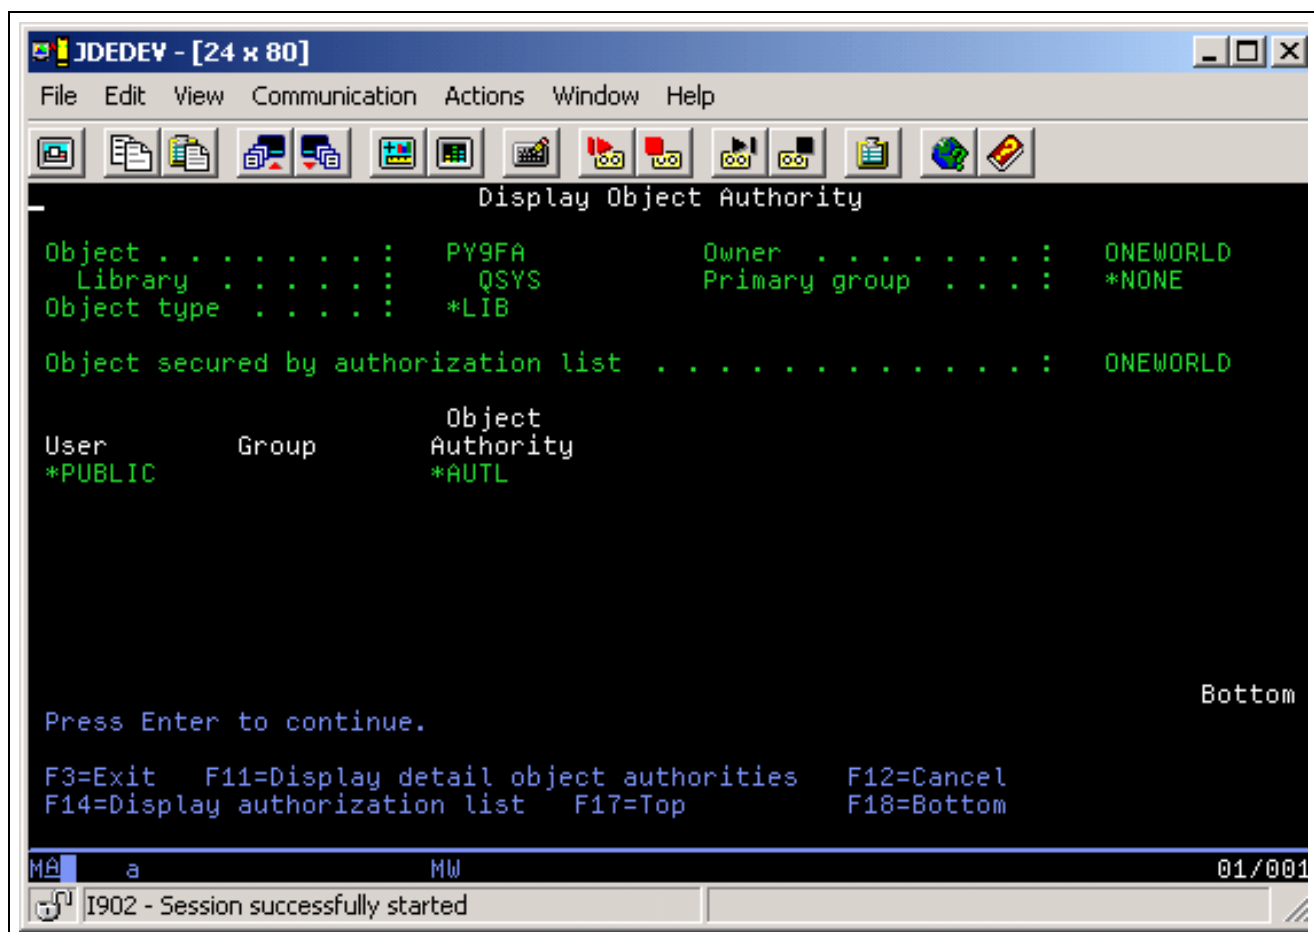 JDEDEV - [24 x 80]
File Edit View Communication Actions Window Help
Display Object Authority
Object . . . . . . . : PY9FA Owner . . . . . . . : ONEWORLD
Library . . . . . : QSYS Primary group . . . : *NONE
Object type . . . . : *LIB
Object secured by authorization list . . . . . . . . . . . . : ONEWORLD
Object
User Group Authority
*PUBLIC *AUTL
Bottom
Press Enter to continue.
F3=Exit F11=Display detail object authorities F12=Cancel
F14=Display authorization list F17=Top F18=Bottom
MA a MW 01/001
I902 - Session successfully started